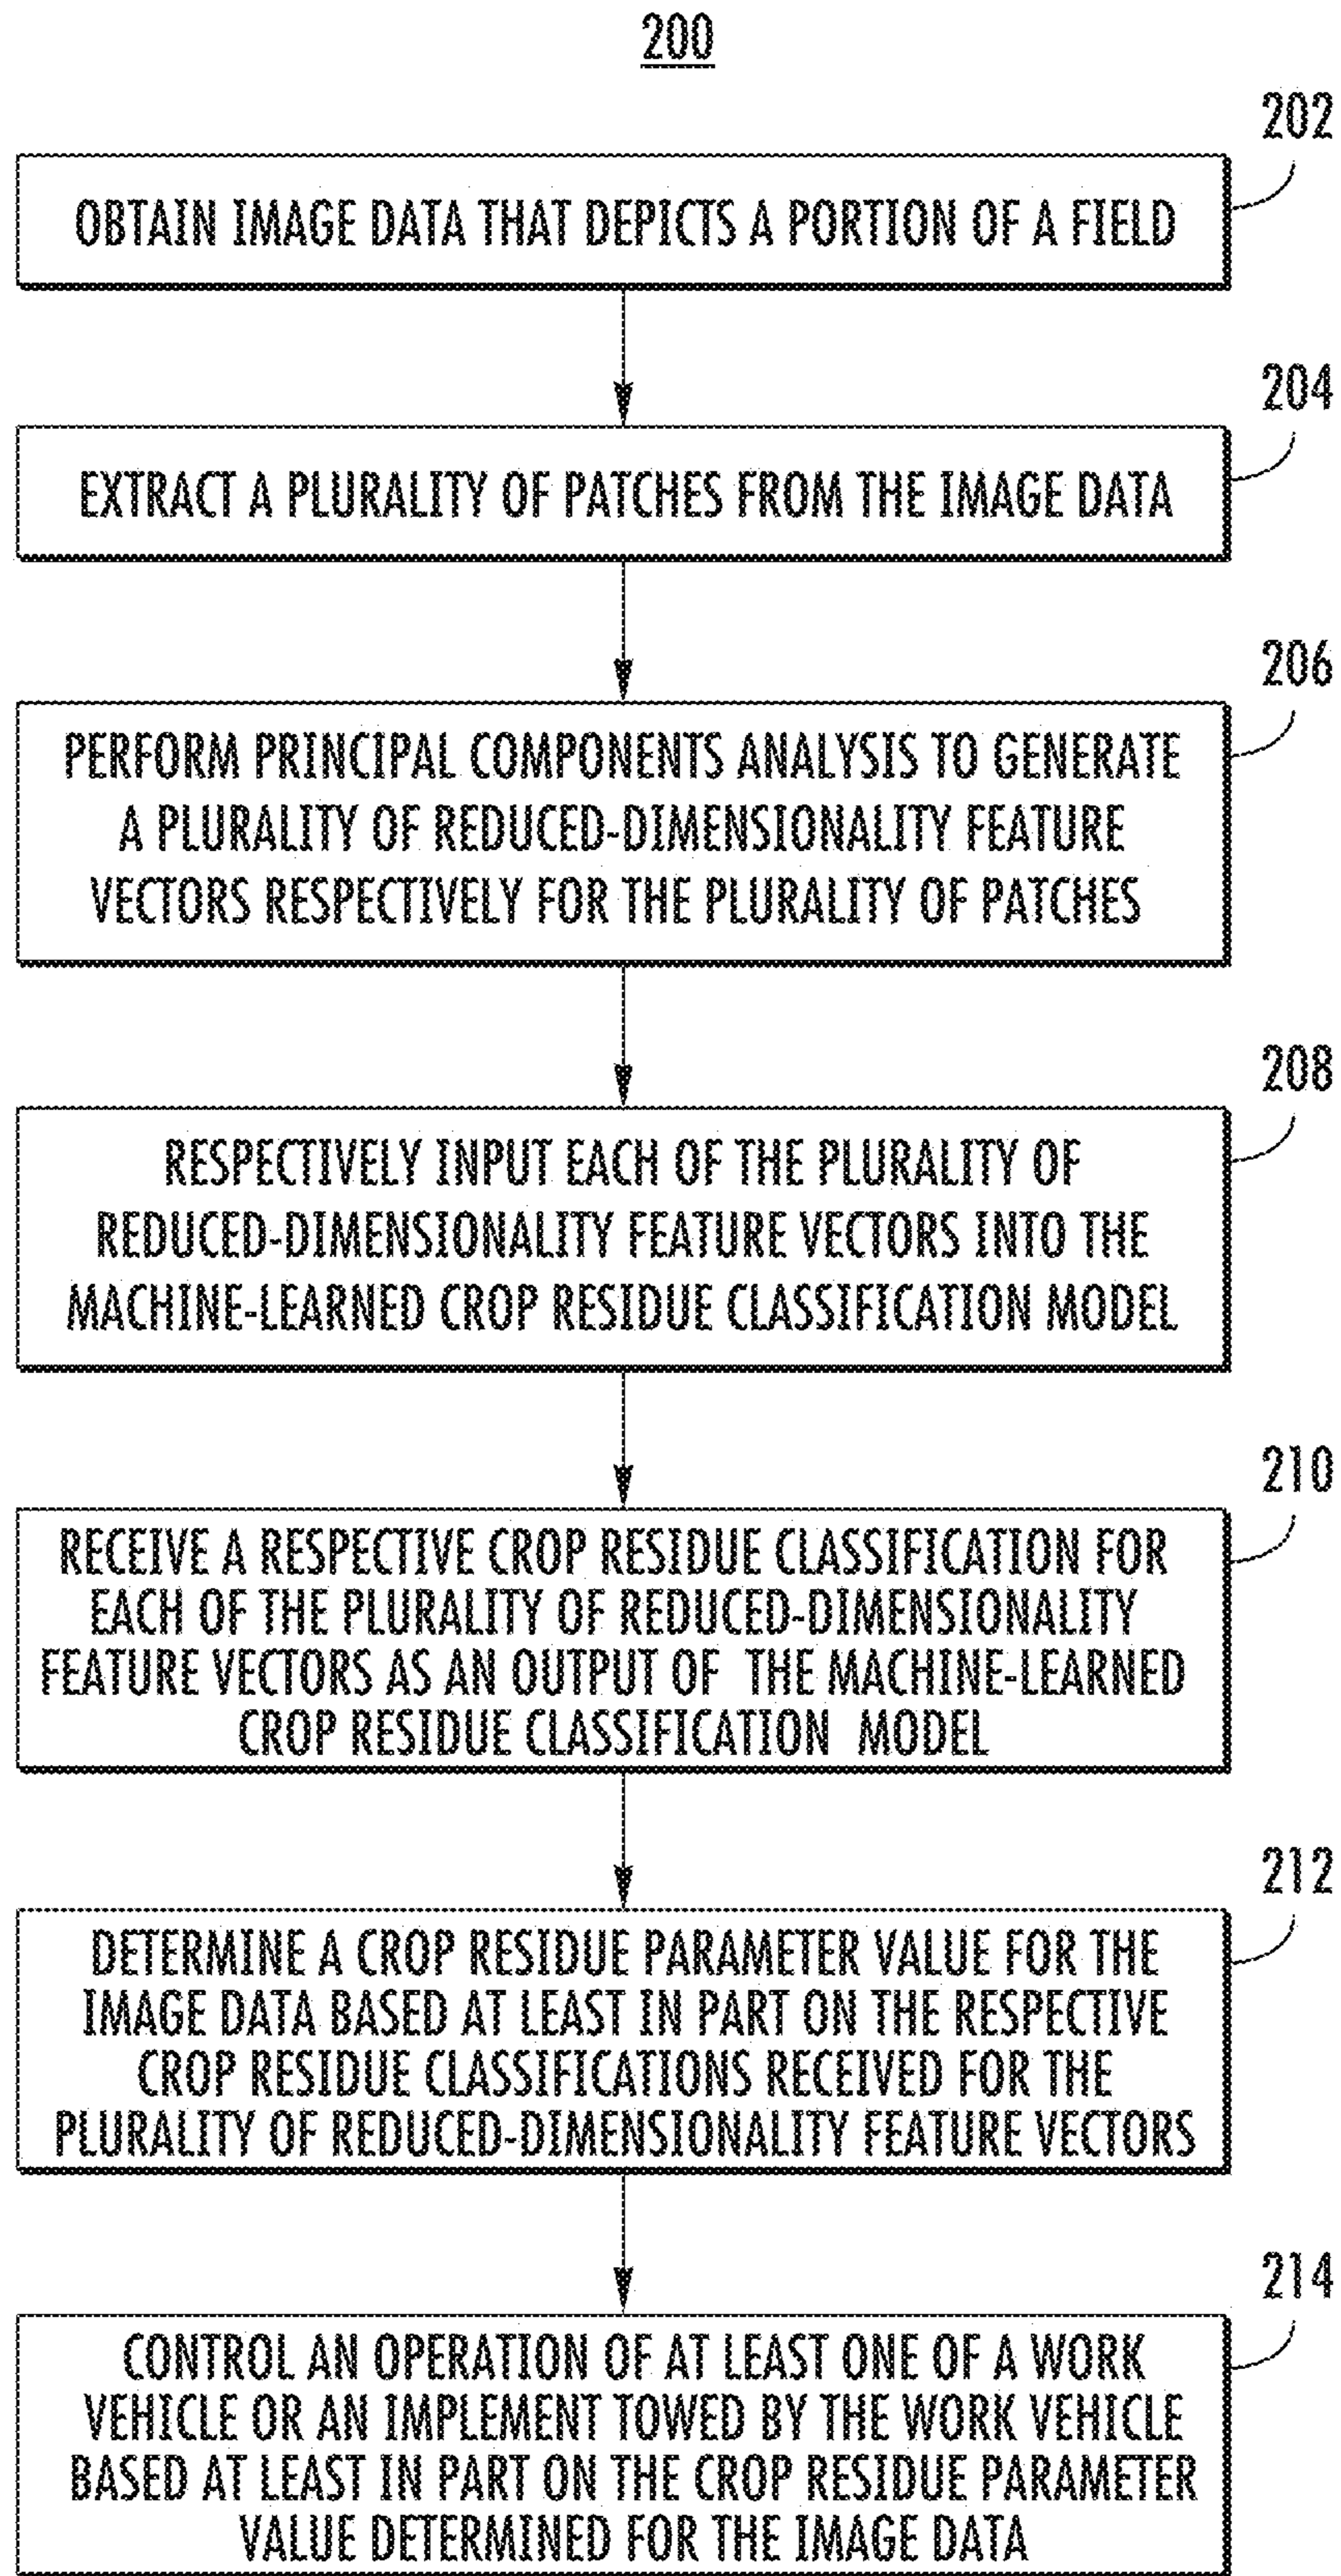 200
202
OBTAIN IMAGE DATA THAT DEPICTS A PORTION OF A FIELD
204
EXTRACT A PLURALITY OF PATCHES FROM THE IMAGE DATA
206
PERFORM PRINCIPAL COMPONENTS ANALYSIS TO GENERATE
A PLURALITY OF REDUCED-DIMENSIONALITY FEATURE
VECTORS RESPECTIVELY FOR THE PLURALITY OF PATCHES
208
RESPECTIVELY INPUT EACH OF THE PLURALITY OF
REDUCED-DIMENSIONALITY FEATURE VECTORS INTO THE
MACHINE-LEARNED CROP RESIDUE CLASSIFICATION MODEL
210
RECEIVE A RESPECTIVE CROP RESIDUE CLASSIFICATION FOR
EACH OF THE PLURALITY OF REDUCED-DIMENSIONALITY
FEATURE VECTORS AS AN OUTPUT OF THE MACHINE-LEARNED
CROP RESIDUE CLASSIFICATION MODEL
212
DETERMINE A CROP RESIDUE PARAMETER VALUE FOR THE
IMAGE DATA BASED AT LEAST IN PART ON THE RESPECTIVE
CROP RESIDUE CLASSIFICATIONS RECEIVED FOR THE
PLURALITY OF REDUCED-DIMENSIONALITY FEATURE VECTORS
214
CONTROL AN OPERATION OF AT LEAST ONE OF A WORK
VEHICLE OR AN IMPLEMENT TOWED BY THE WORK VEHICLE
BASED AT LEAST IN PART ON THE CROP RESIDUE PARAMETER
VALUE DETERMINED FOR THE IMAGE DATA